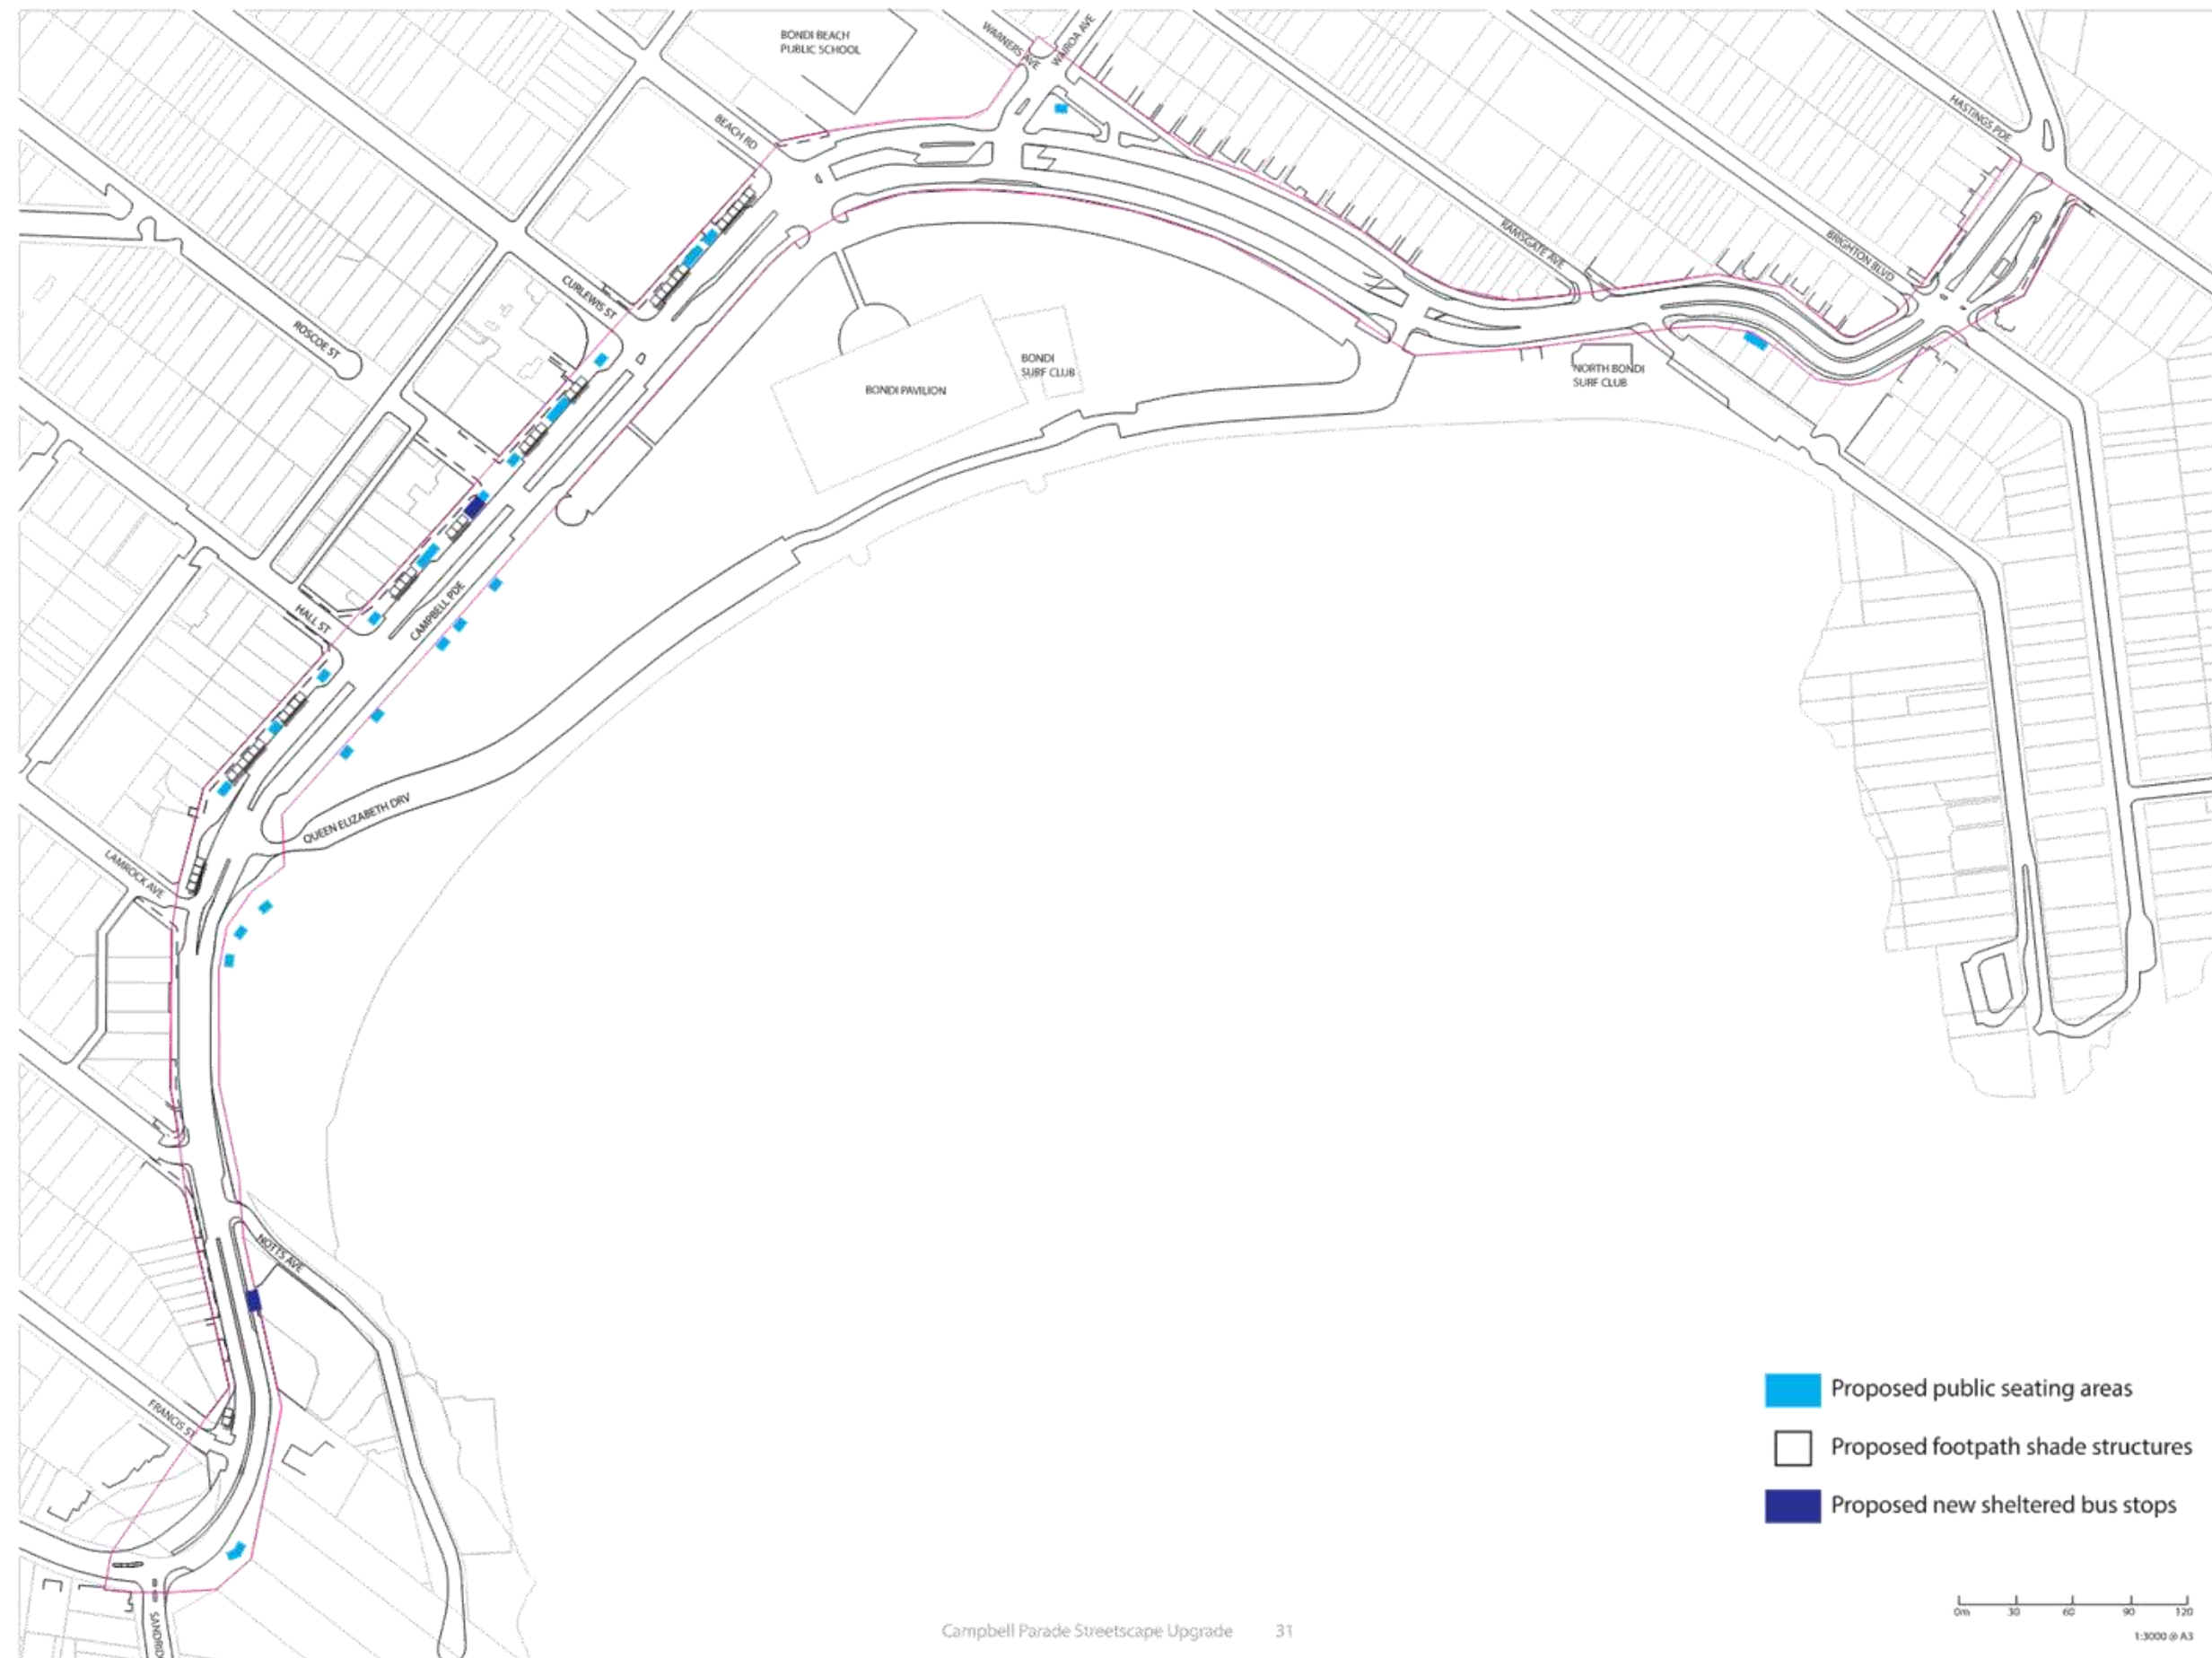 BONDI BEACH
PUBLIC SCHOOL
WARNERS AVE
WAIROA AVE
HASTINGS PDE
BEACH RD
RAMSGATE AVE
BRIGHTON BLVD
CURLEWIS ST
ROSCOE ST
BONDI
SURF CLUB
BONDI PAVILION
NORTH BONDI
SURF CLUB
CAMPBELL PDE
HALL ST
QUEEN ELIZABETH DRV
LAMROCK AVE
NOTTS AVE
FRANCIS ST
Proposed public seating areas
Proposed footpath shade structures
Proposed new sheltered bus stops
0m 30 60 90 120
1:3000 @ A3
Campbell Parade Streetscape Upgrade 31